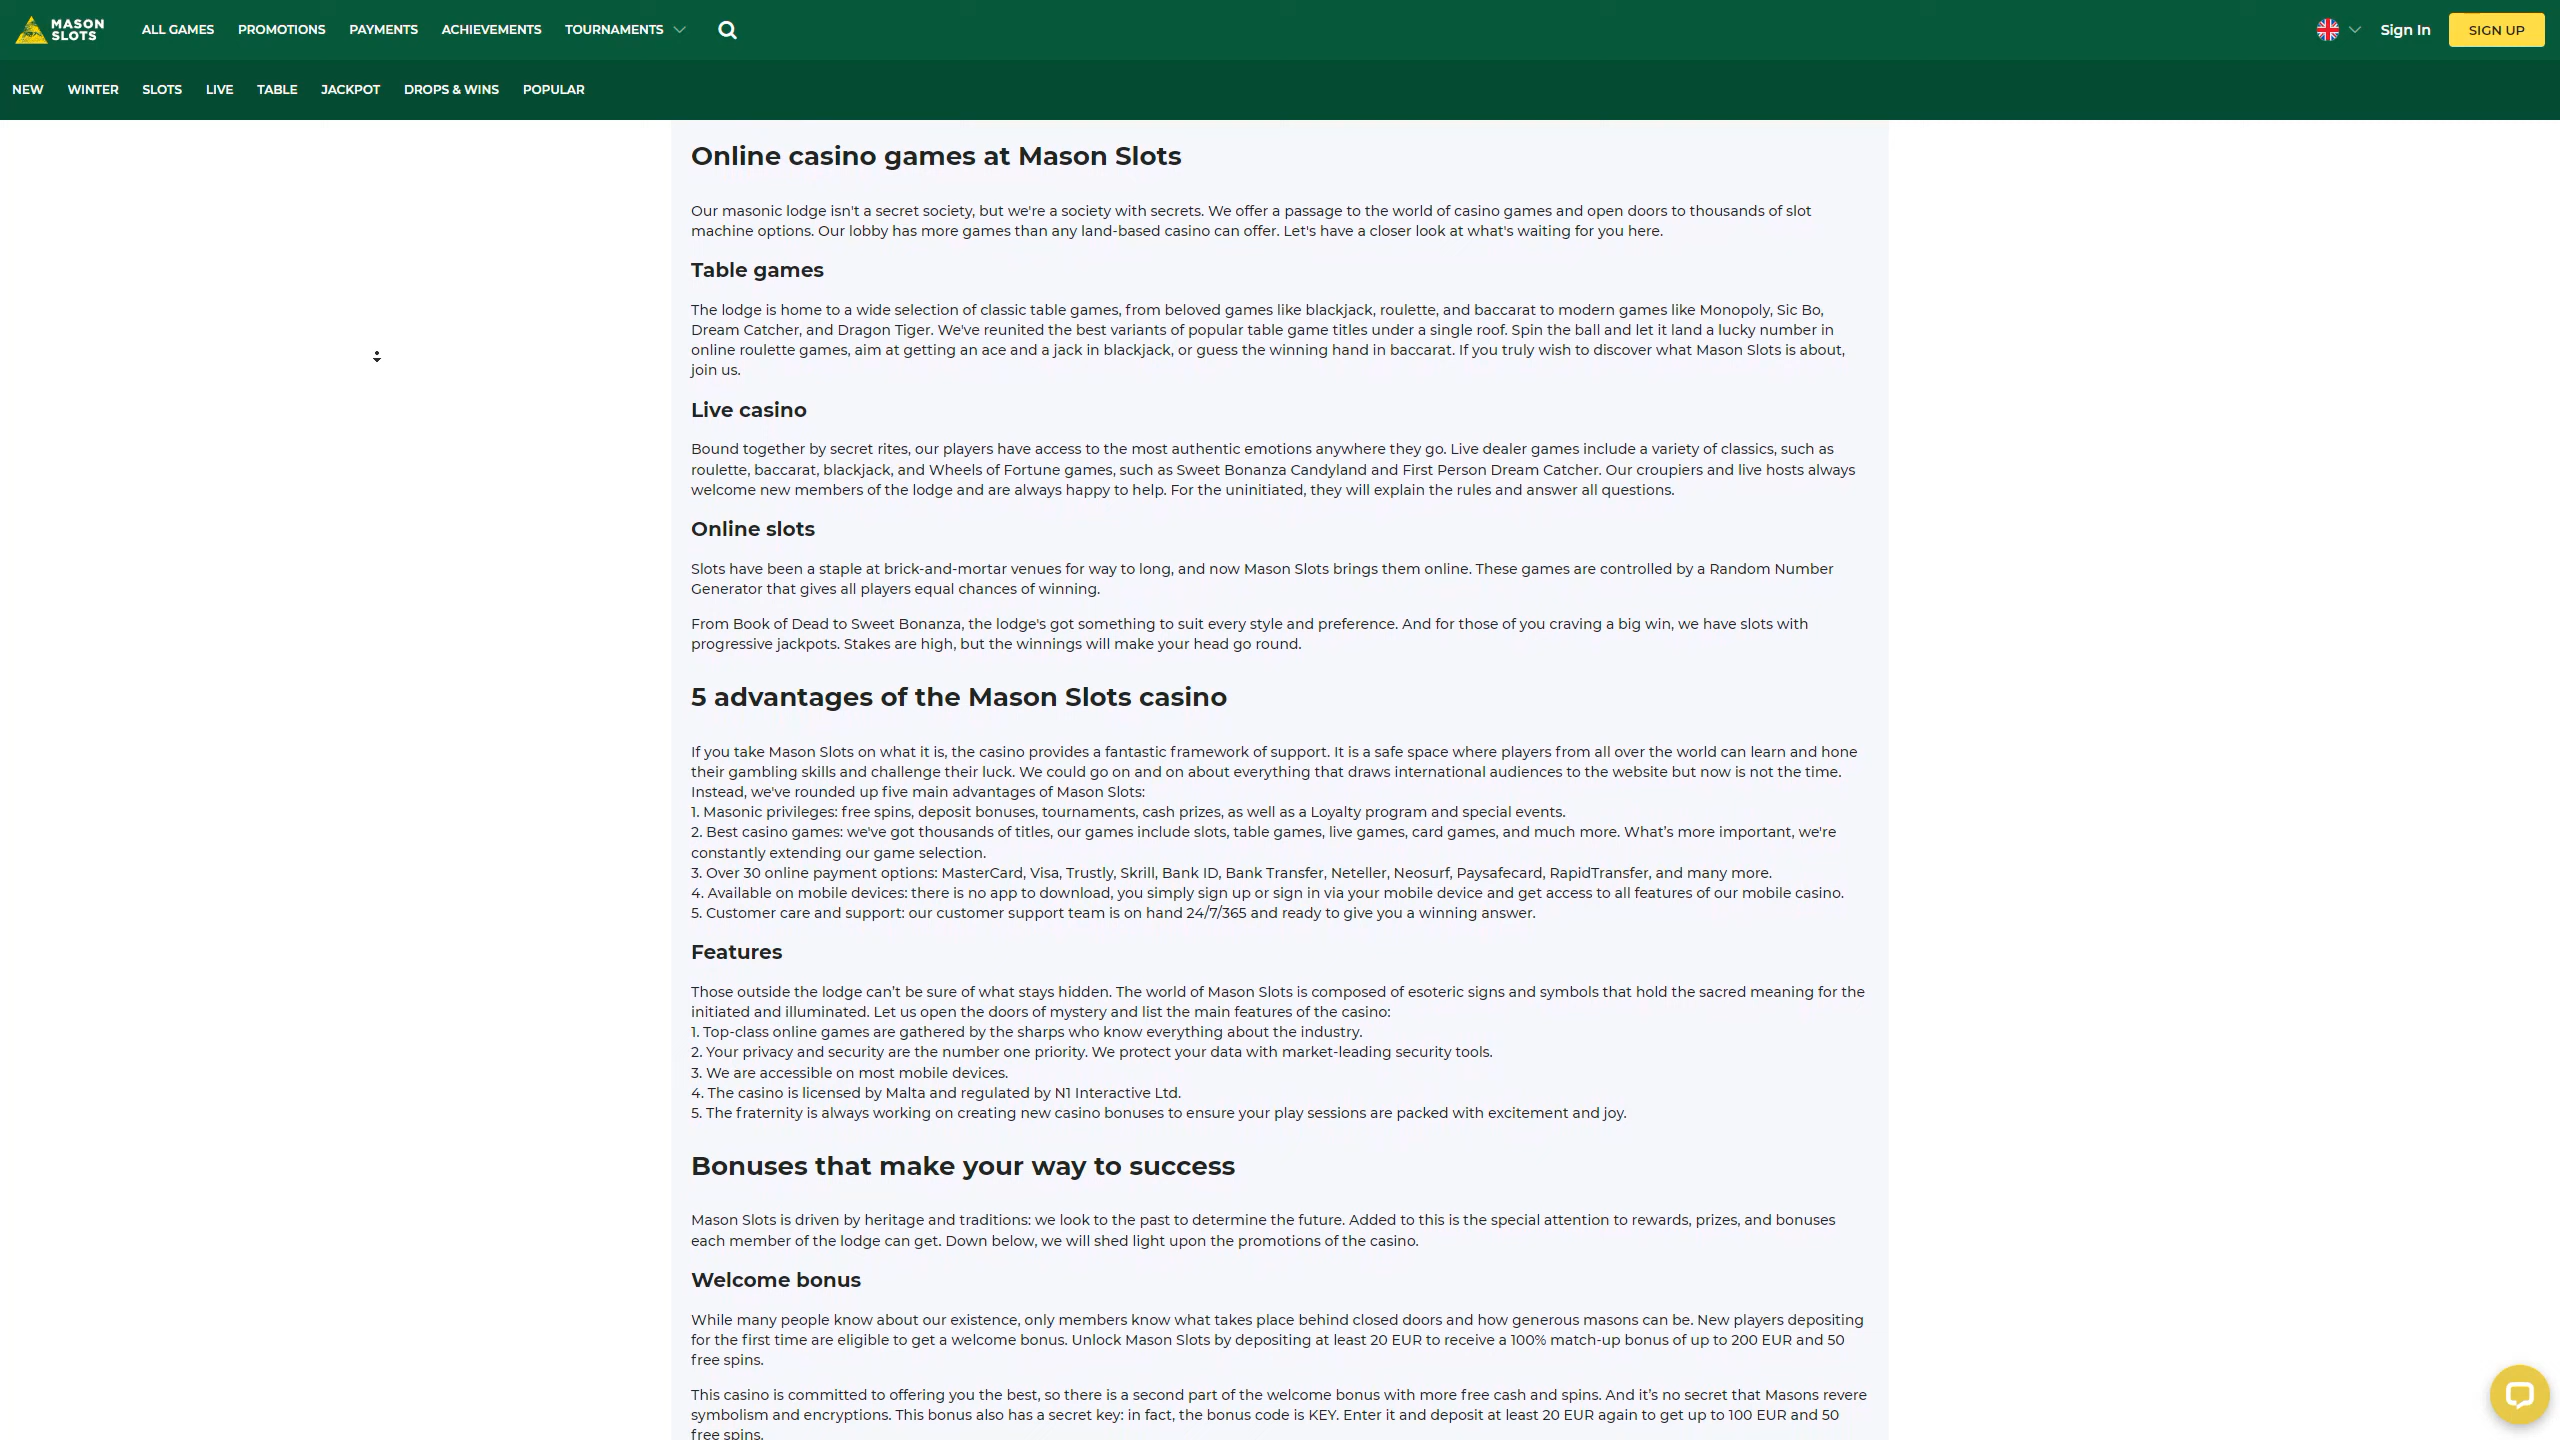 MASON
SLOTS
ALL GAMES
PROMOTIONS
PAYMENTS
ACHIEVEMENTS
TOURNAMENTS
Sign In
SIGN UP
NEW
WINTER
SLOTS
LIVE
TABLE
JACKPOT
DROPS & WINS
POPULAR
Online casino games at Mason Slots
Our masonic lodge isn't a secret society, but we're a society with secrets. We offer a passage to the world of casino games and open doors to thousands of slot
machine options. Our lobby has more games than any land-based casino can offer. Let's have a closer look at what's waiting for you here.
Table games
The lodge is home to a wide selection of classic table games, from beloved games like blackjack, roulette, and baccarat to modern games like Monopoly, Sic Bo,
Dream Catcher, and Dragon Tiger. We've reunited the best variants of popular table game titles under a single roof. Spin the ball and let it land a lucky number in
online roulette games, aim at getting an ace and a jack in blackjack, or guess the winning hand in baccarat. If you truly wish to discover what Mason Slots is about,
join us.
Live casino
Bound together by secret rites, our players have access to the most authentic emotions anywhere they go. Live dealer games include a variety of classics, such as
roulette, baccarat, blackjack, and Wheels of Fortune games, such as Sweet Bonanza Candyland and First Person Dream Catcher. Our croupiers and live hosts always
welcome new members of the lodge and are always happy to help. For the uninitiated, they will explain the rules and answer all questions.
Online slots
Slots have been a staple at brick-and-mortar venues for way to long, and now Mason Slots brings them online. These games are controlled by a Random Number
Generator that gives all players equal chances of winning.
From Book of Dead to Sweet Bonanza, the lodge's got something to suit every style and preference. And for those of you craving a big win, we have slots with
progressive jackpots. Stakes are high, but the winnings will make your head go round.
5 advantages of the Mason Slots casino
If you take Mason Slots on what it is, the casino provides a fantastic framework of support. It is a safe space where players from all over the world can learn and hone
their gambling skills and challenge their luck. We could go on and on about everything that draws international audiences to the website but now is not the time.
Instead, we've rounded up five main advantages of Mason Slots:
1. Masonic privileges: free spins, deposit bonuses, tournaments, cash prizes, as well as a Loyalty program and special events.
2. Best casino games: we've got thousands of titles, our games include slots, table games, live games, card games, and much more. What’s more important, we're
constantly extending our game selection.
3. Over 30 online payment options: MasterCard, Visa, Trustly, Skrill, Bank ID, Bank Transfer, Neteller, Neosurf, Paysafecard, RapidTransfer, and many more.
4. Available on mobile devices: there is no app to download, you simply sign up or sign in via your mobile device and get access to all features of our mobile casino.
5. Customer care and support: our customer support team is on hand 24/7/365 and ready to give you a winning answer.
Features
Those outside the lodge can’t be sure of what stays hidden. The world of Mason Slots is composed of esoteric signs and symbols that hold the sacred meaning for the
initiated and illuminated. Let us open the doors of mystery and list the main features of the casino:
1. Top-class online games are gathered by the sharps who know everything about the industry.
2. Your privacy and security are the number one priority. We protect your data with market-leading security tools.
3. We are accessible on most mobile devices.
4. The casino is licensed by Malta and regulated by N1 Interactive Ltd.
5. The fraternity is always working on creating new casino bonuses to ensure your play sessions are packed with excitement and joy.
Bonuses that make your way to success
Mason Slots is driven by heritage and traditions: we look to the past to determine the future. Added to this is the special attention to rewards, prizes, and bonuses
each member of the lodge can get. Down below, we will shed light upon the promotions of the casino.
Welcome bonus
While many people know about our existence, only members know what takes place behind closed doors and how generous masons can be. New players depositing
for the first time are eligible to get a welcome bonus. Unlock Mason Slots by depositing at least 20 EUR to receive a 100% match-up bonus of up to 200 EUR and 50
free spins.
This casino is committed to offering you the best, so there is a second part of the welcome bonus with more free cash and spins. And it’s no secret that Masons revere
symbolism and encryptions. This bonus also has a secret key: in fact, the bonus code is KEY. Enter it and deposit at least 20 EUR again to get up to 100 EUR and 50
free spins.